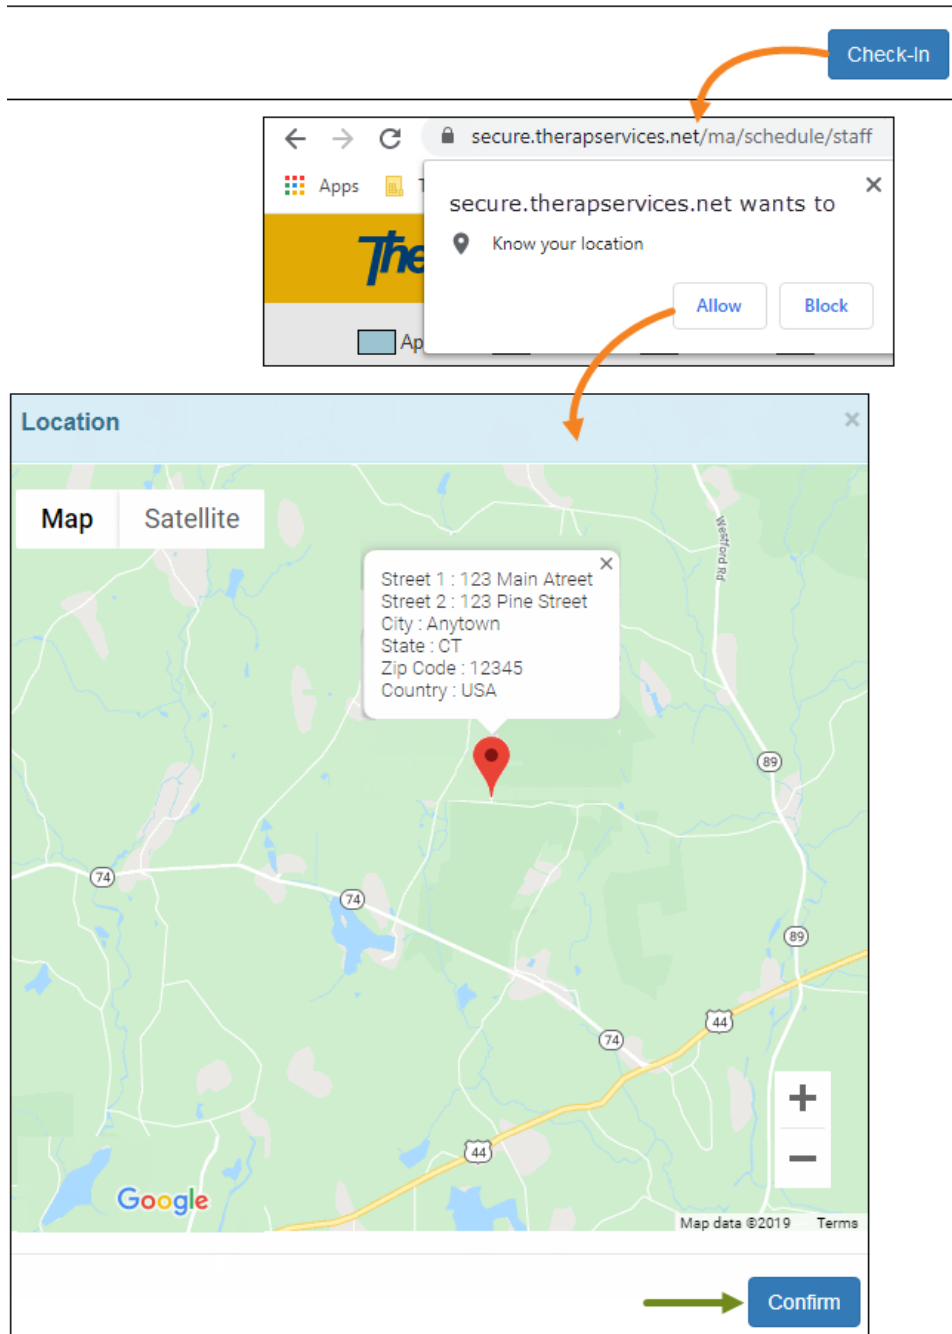 Check-In
secure.therapservices.net/ma/schedule/staff
Apps
secure.therapservices.net wants to
Know your location
The
Allow
Block
Ap
Location
Map
Satellite
Westford Rd
Street 1 : 123 Main Atreet
Street 2 : 123 Pine Street
City : Anytown
State : CT
Zip Code : 12345
Country : USA
89
74
74
89
44
74
44
Google
Map data ©2019
Terms
Confirm